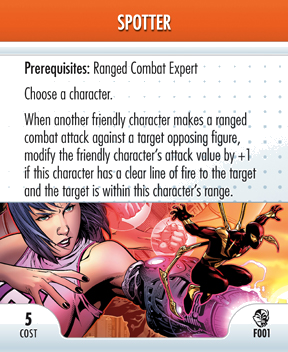 SPOTTER
Prerequisites: Ranged Combat Expert
Choose a character.
When another friendly character makes a ranged
combat attack against a target opposing figure,
modify the friendly character's attack value by +1
if this character has a clear line of fire to the target
and the target is within this character's range.
5
COST
F001